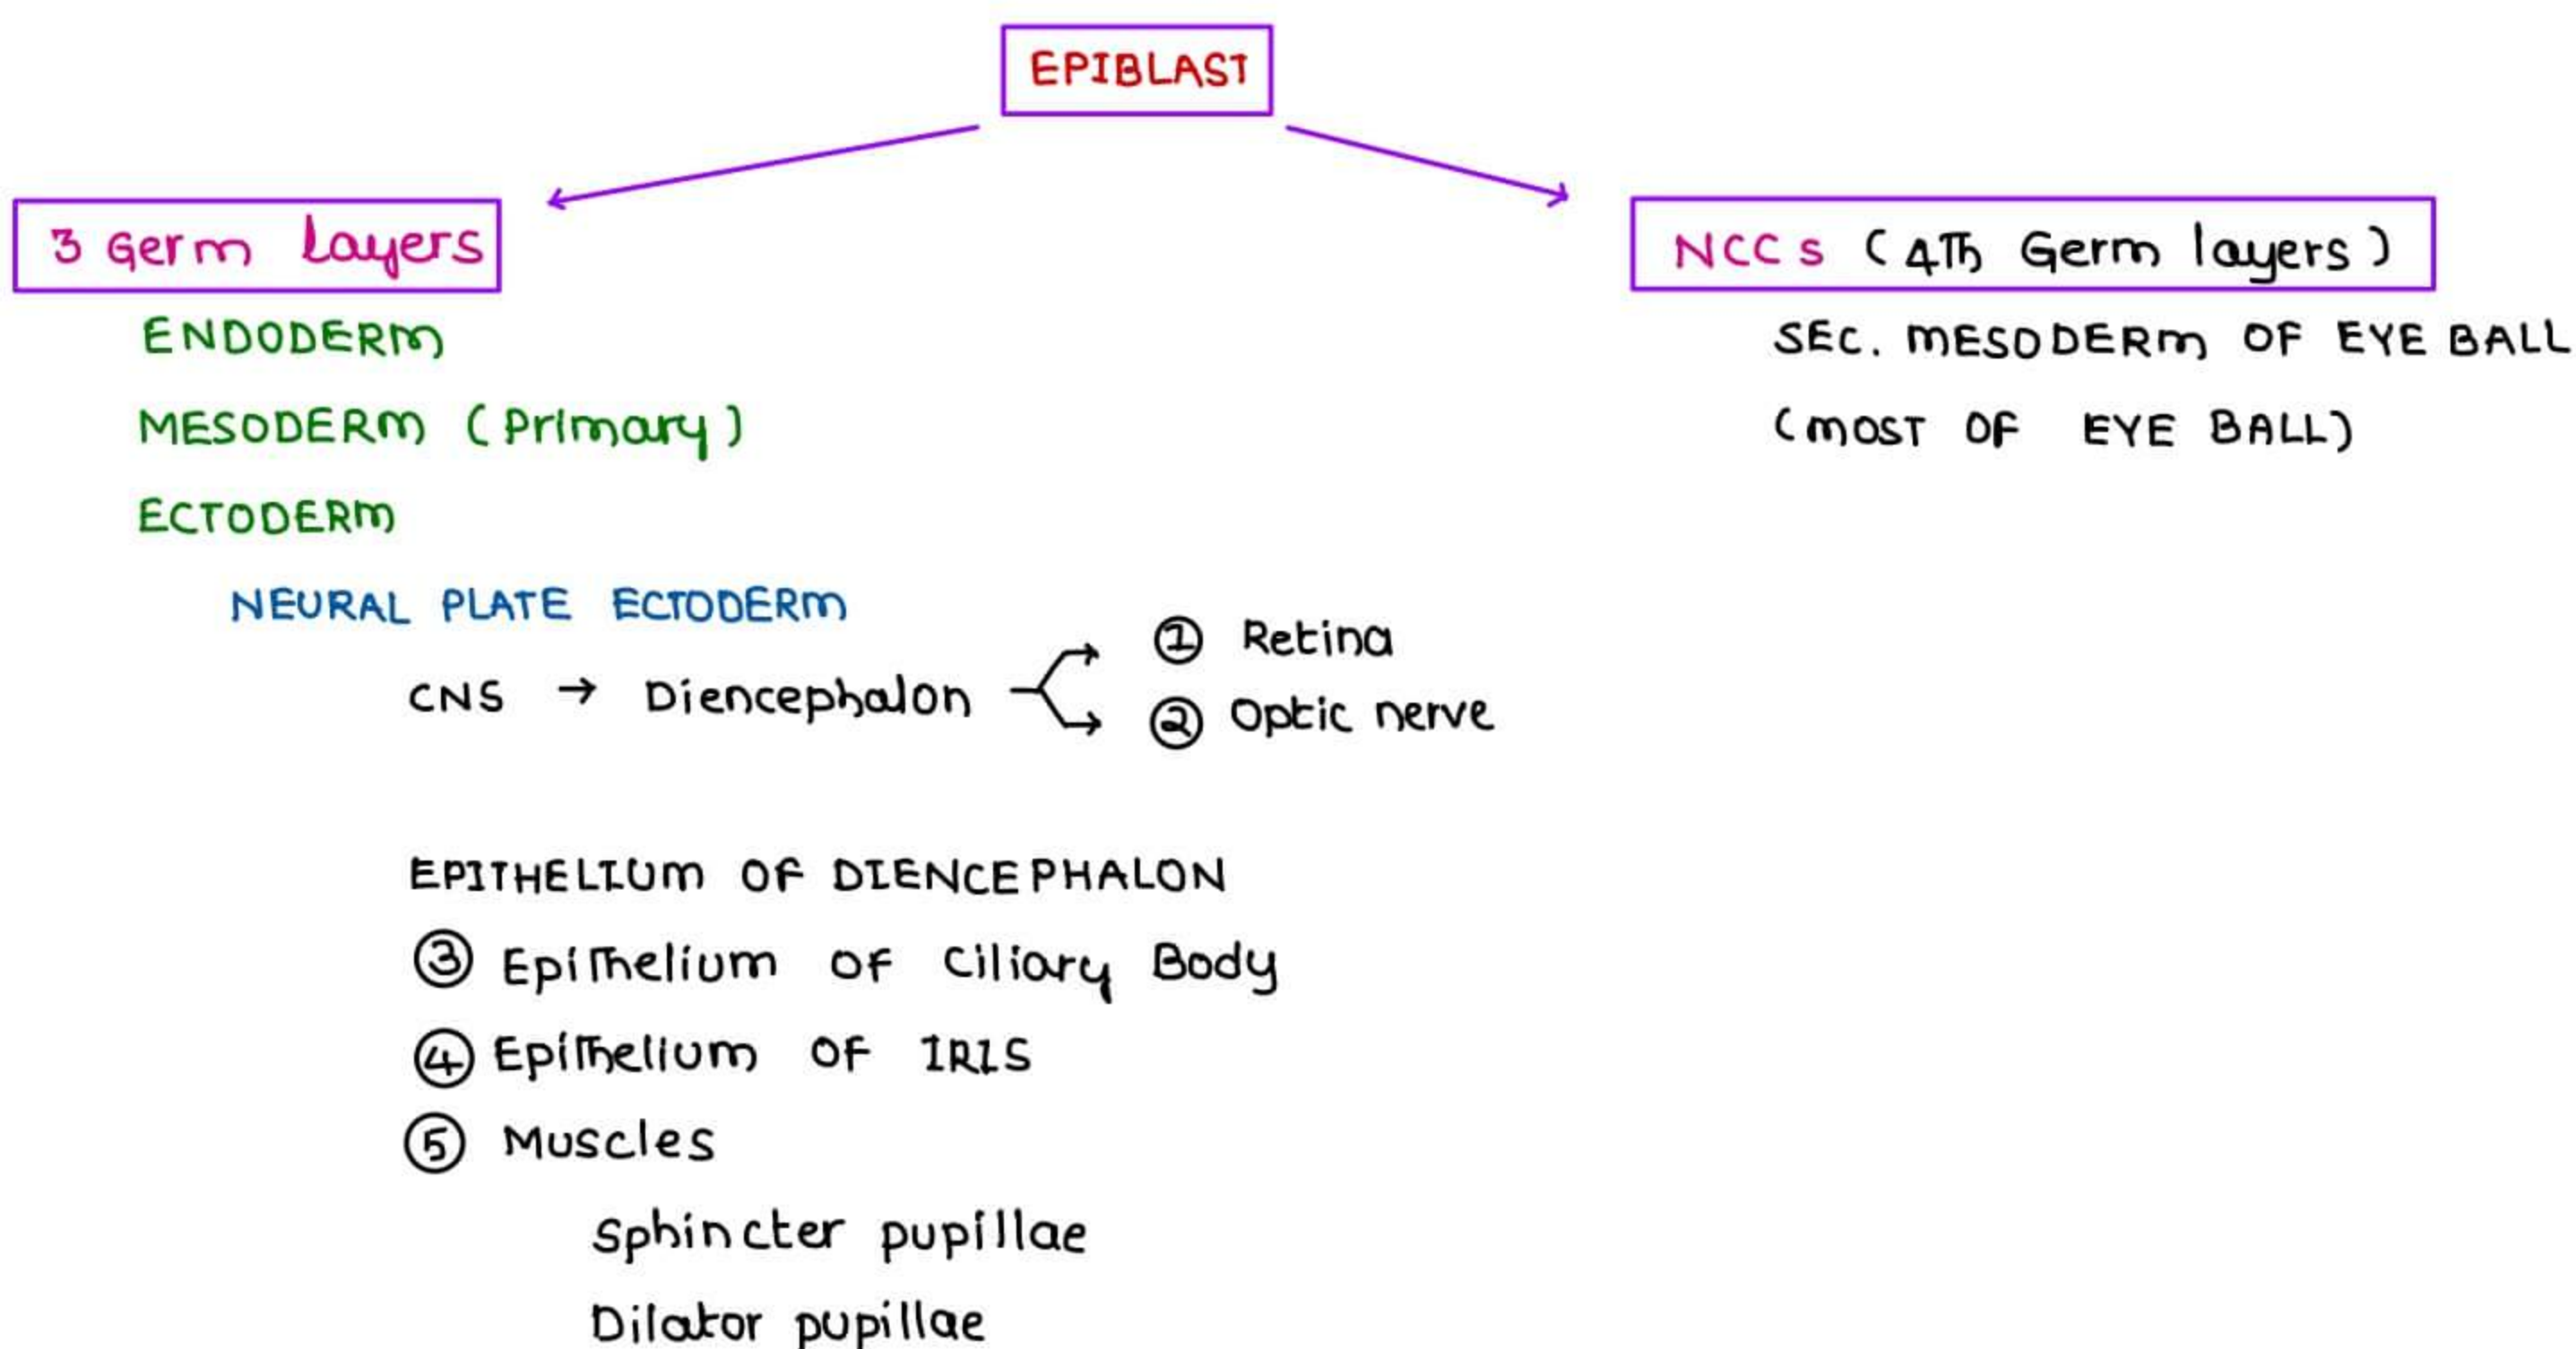 EPIBLAST
3 Germ Layers
NCCs (4Th Germ layers)
ENDODERM
SEC. MESODERM OF EYE BALL
MESODERM (Primary)
(MOST OF EYE BALL)
ECTODERM
NEURAL PLATE ECTODERM
① Retina
CNS → Diencephalon
② Optic nerve
EPITHELIUM OF DIENCEPHALON
③ Epithelium OF Ciliary Body
④ Epithelium OF IRIS
⑤ Muscles
Sphincter pupillae
Dilator pupillae